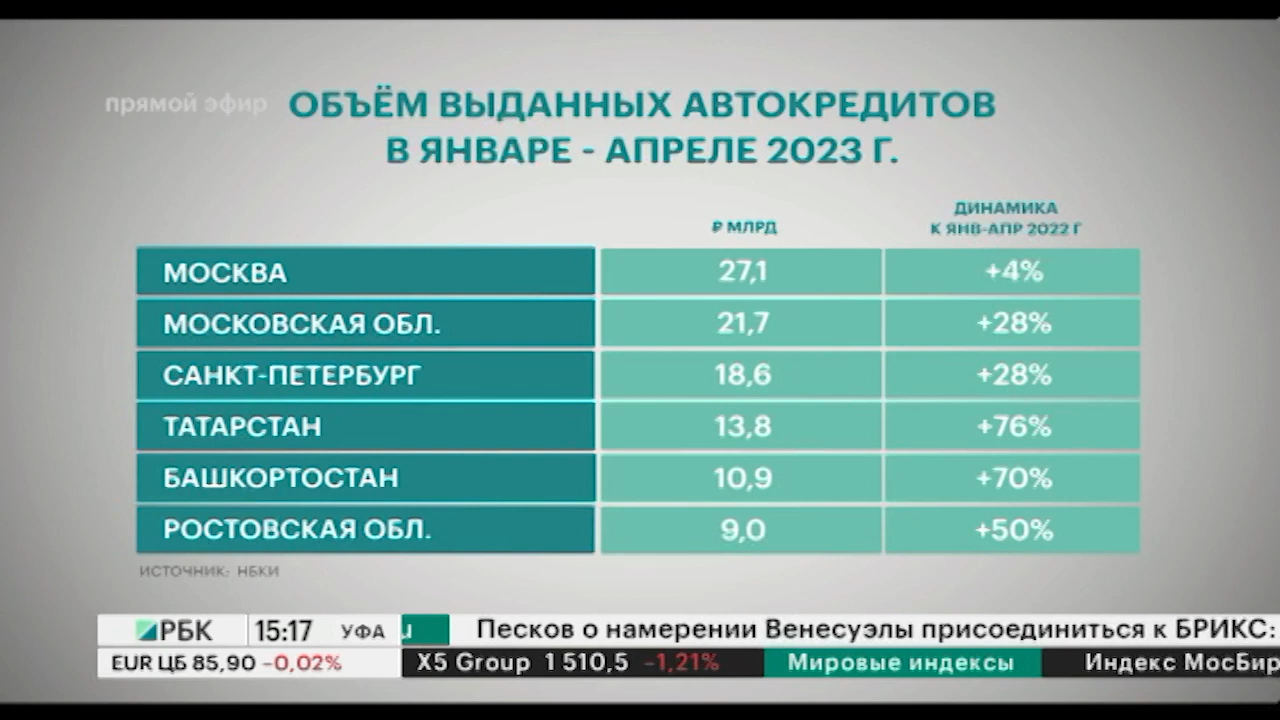 прямой эфир
ОБЪЁМ ВЫДАННЫХ АВТОКРЕДИТОВ
В ЯНВАРЕ - АПРЕЛЕ 2023 Г.
₽ МЛРД
ДИНАМИКА
К ЯНВ-АПР 2022 Г
МОСКВА 27,1 +4%
МОСКОВСКАЯ ОБЛ. 21,7 +28%
САНКТ-ПЕТЕРБУРГ 18,6 +28%
ТАТАРСТАН 13,8 +76%
БАШКОРТОСТАН 10,9 +70%
РОСТОВСКАЯ ОБЛ. 9,0 +50%
ИСТОЧНИК: НБКИ
РБК 15:17 УФА Песков о намерении Венесуэлы присоединиться к БРИКС:
EUR ЦБ 85,90 -0,02% X5 Group 1 510,5 -1,21% Мировые индексы Индекс МосБир